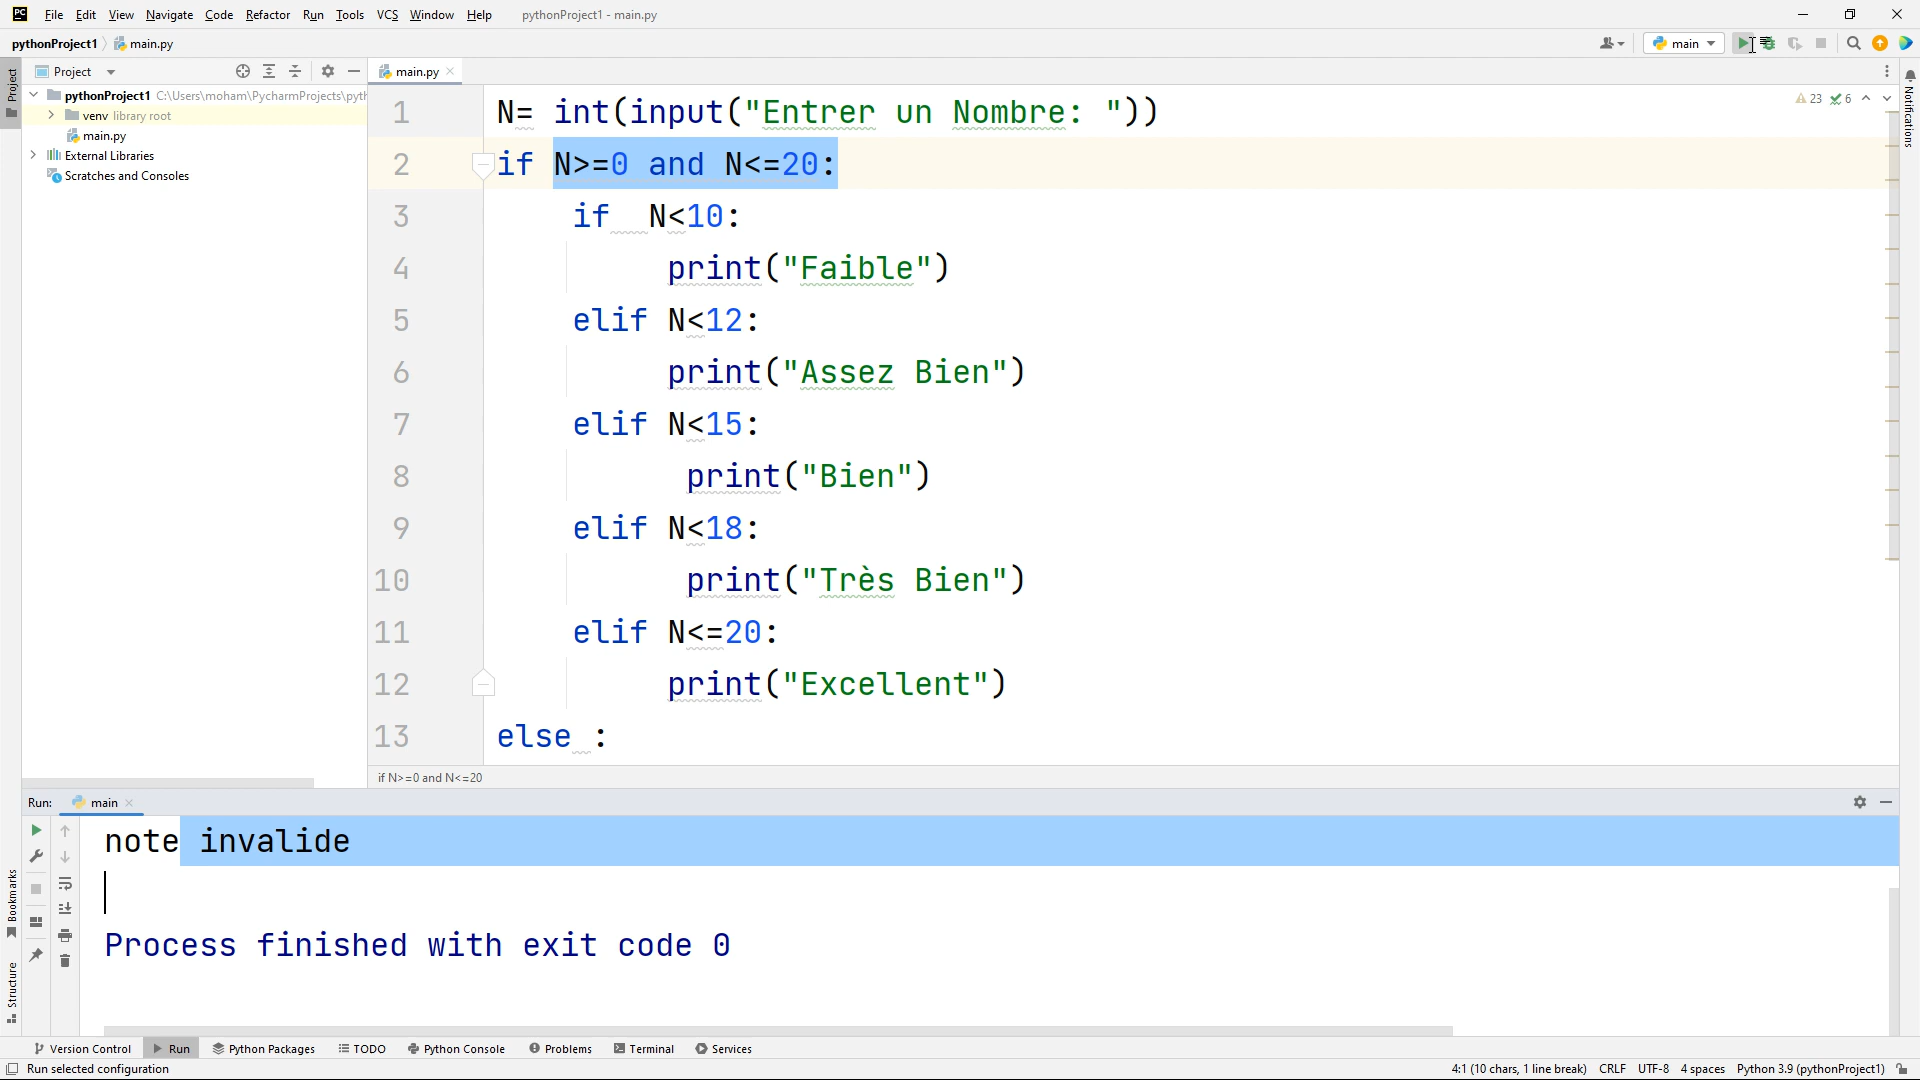 PC File Edit View Navigate Code Refactor Run Tools VCS Window Help pythonProject1 - main.py
pythonProject1 main.py main
Project main.py
pythonProject1 C:\Users\moham\PycharmProjects\pyth
venv library root
main.py
External Libraries
Scratches and Consoles
Project
Bookmarks
Structure
Notifications
23 6
1 N= int(input("Entrer un Nombre: "))
2 if N>=0 and N<=20:
3 if  N<10:
4 print("Faible")
5 elif N<12:
6 print("Assez Bien")
7 elif N<15:
8 print("Bien")
9 elif N<18:
10 print("Très Bien")
11 elif N<=20:
12 print("Excellent")
13 else :
if N>=0 and N<=20
Run: main
note invalide
Process finished with exit code 0
Version Control Run Python Packages TODO Python Console Problems Terminal Services
Run selected configuration 4:1 (10 chars, 1 line break) CRLF UTF-8 4 spaces Python 3.9 (pythonProject1)